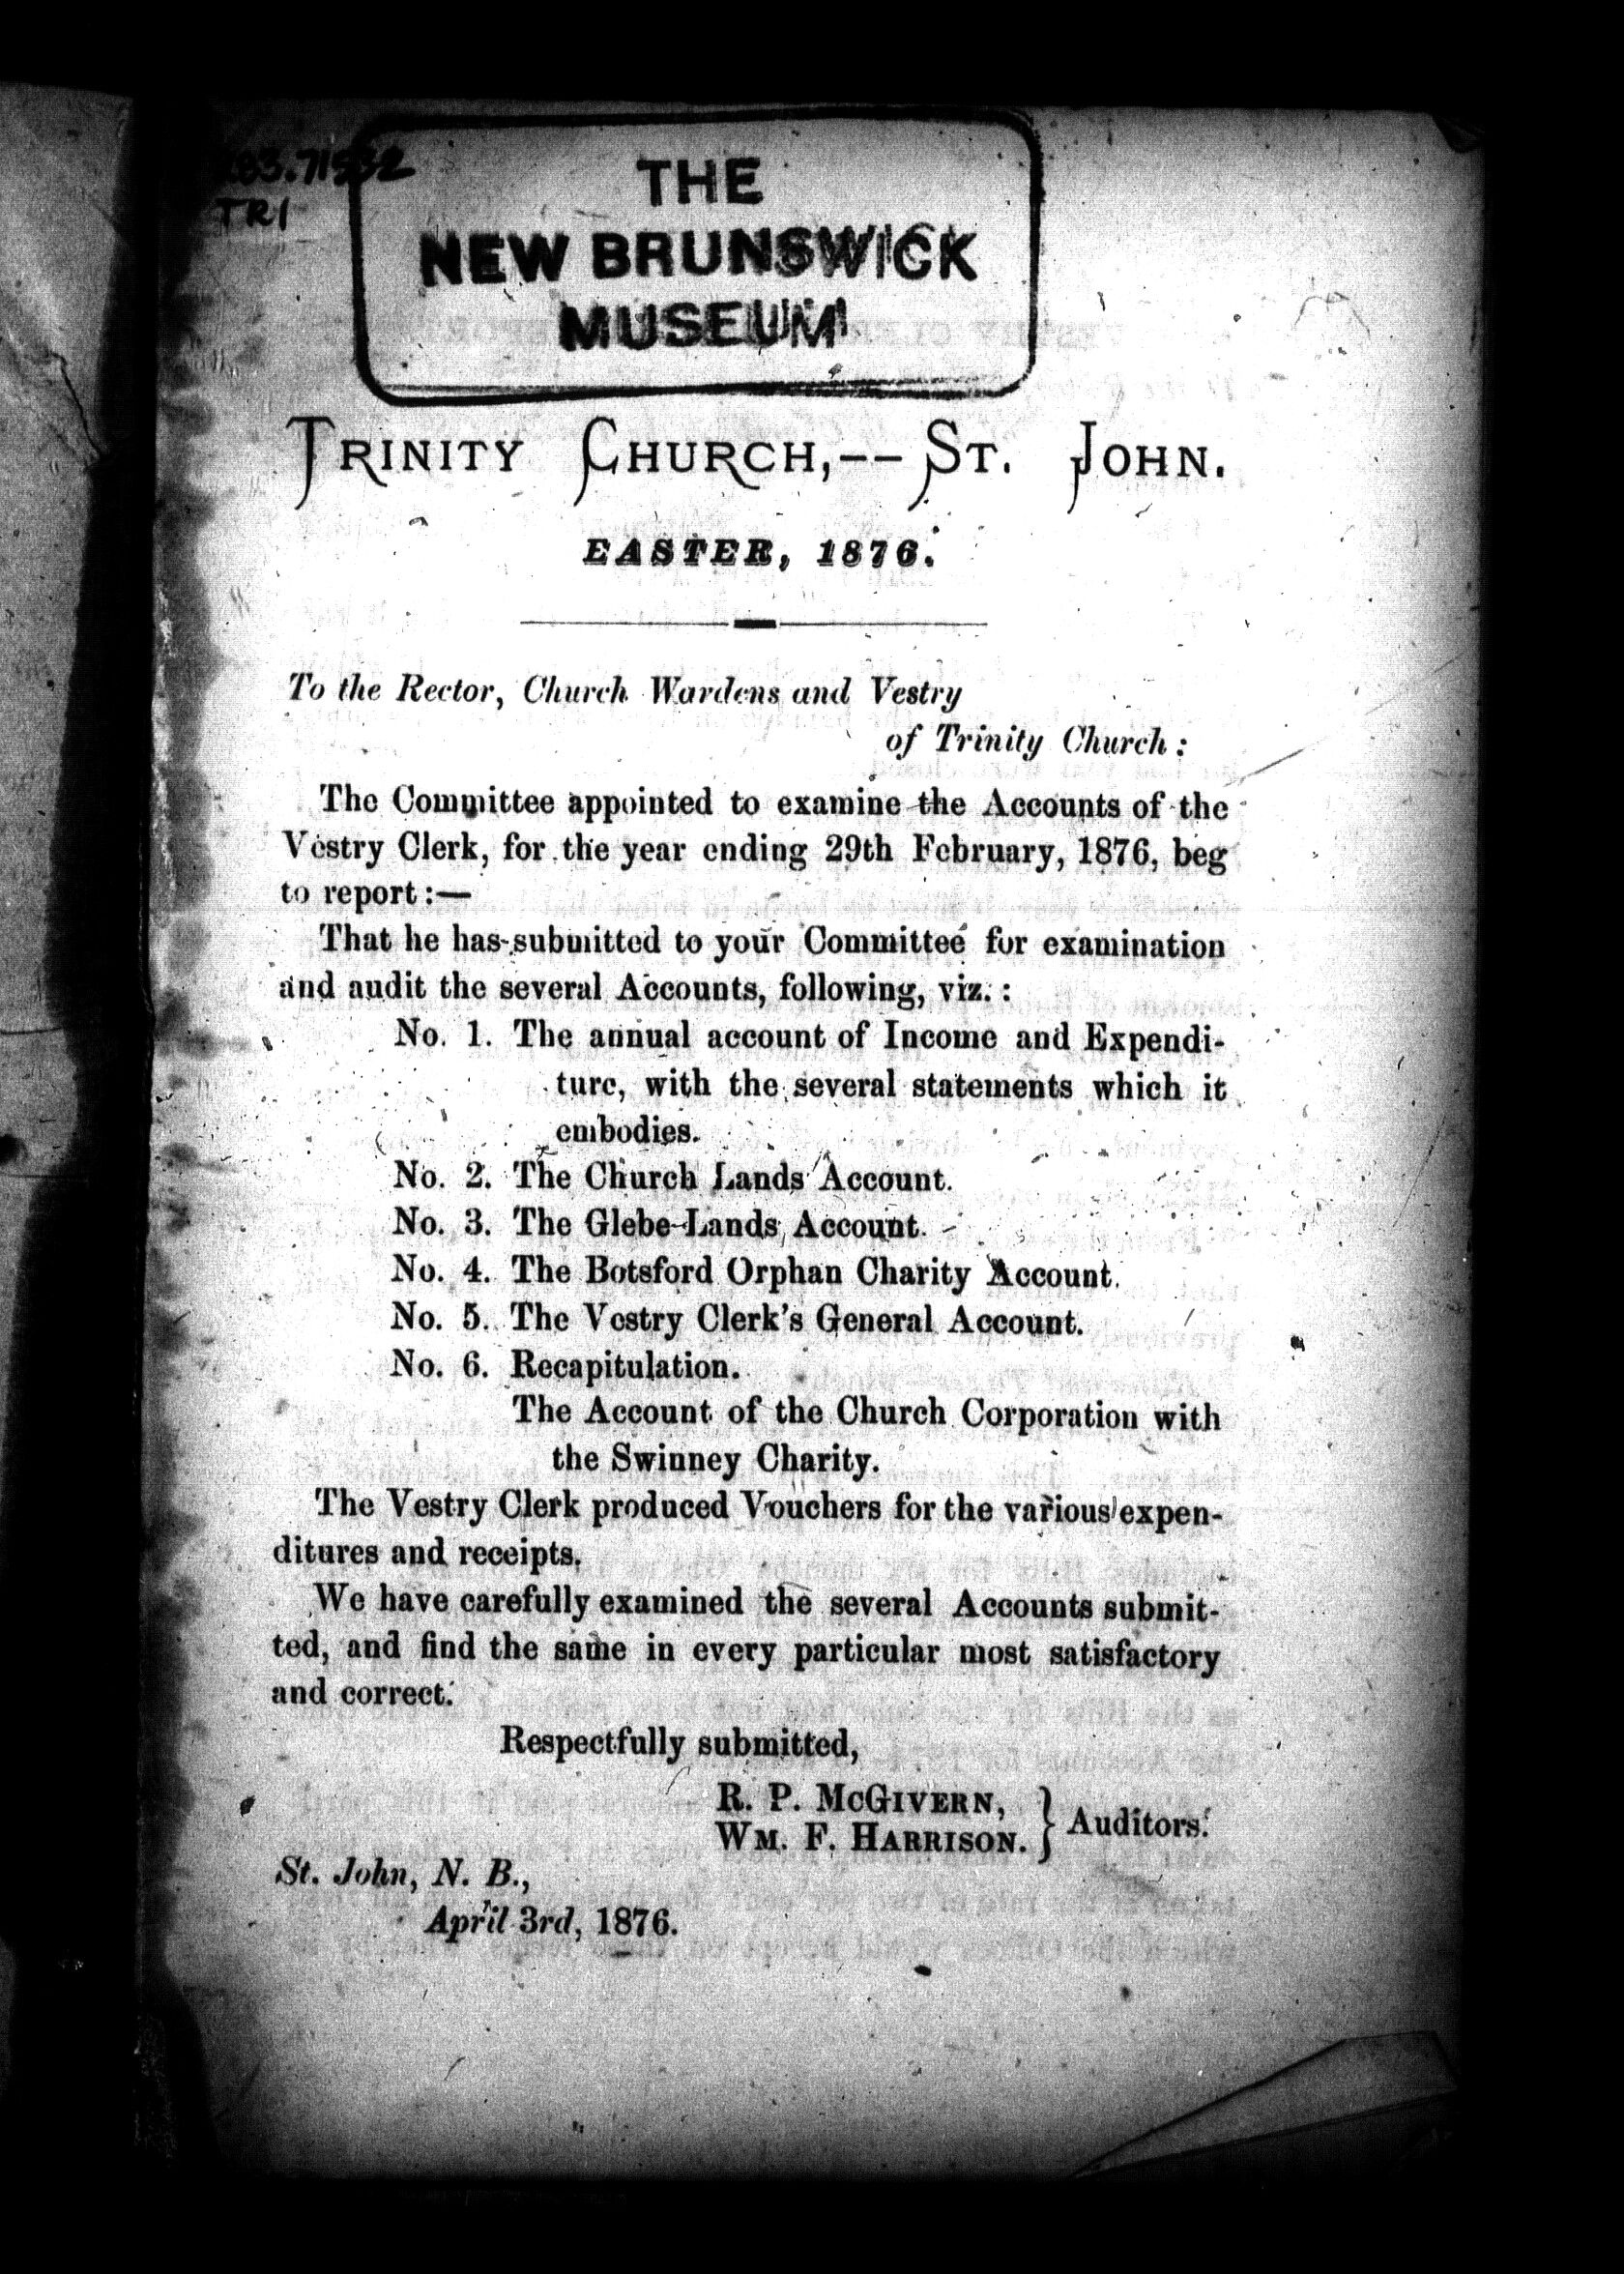 TRI
THE
NEW BRUNSWICK
MUSEUM
TRINITY CHURCH,-- ST. JOHN.
EASTER, 1876.
To the Rector, Church Wardens and Vestry
of Trinity Church :
The Committee appointed to examine the Accounts of the
Vestry Clerk, for the year ending 29th February, 1876, beg
to report :—
That he has submitted to your Committee for examination
and audit the several Accounts, following, viz. :
No. 1. The annual account of Income and Expendi-
ture, with the several statements which it
embodies.
No. 2. The Church Lands Account.
No. 3. The Glebe Lands Account.
No. 4. The Botsford Orphan Charity Account.
No. 5. The Vestry Clerk's General Account.
No. 6. Recapitulation.
The Account of the Church Corporation with
the Swinney Charity.
The Vestry Clerk produced Vouchers for the various expen-
ditures and receipts.
We have carefully examined the several Accounts submit-
ted, and find the same in every particular most satisfactory
and correct.
Respectfully submitted,
R. P. McGIVERN,
WM. F. HARRISON. } Auditors.
St. John, N. B.,
April 3rd, 1876.